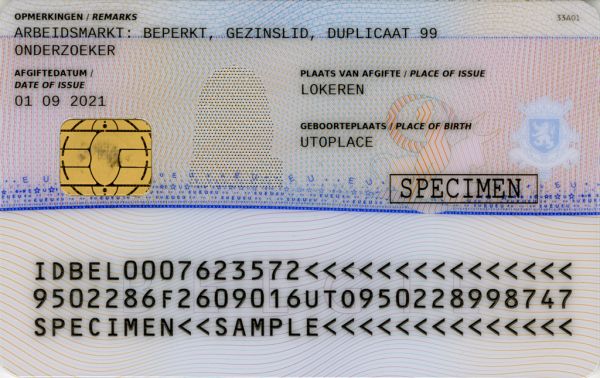 OPMERKINGEN / REMARKS
33A01
ARBEIDSMARKT: BEPERKT, GEZINSLID, DUPLICAAT 99
ONDERZOEKER
AFGIFTEDATUM /
DATE OF ISSUE
01 09 2021
PLAATS VAN AFGIFTE / PLACE OF ISSUE
LOKEREN
GEBOORTEPLAATS / PLACE OF BIRTH
UTOPLACE
SPECIMEN
IDBEL0007623572<<<<<<<<<<<<<<<
9502286F2609016UTO950228998747
SPECIMEN<<SAMPLE<<<<<<<<<<<<<<